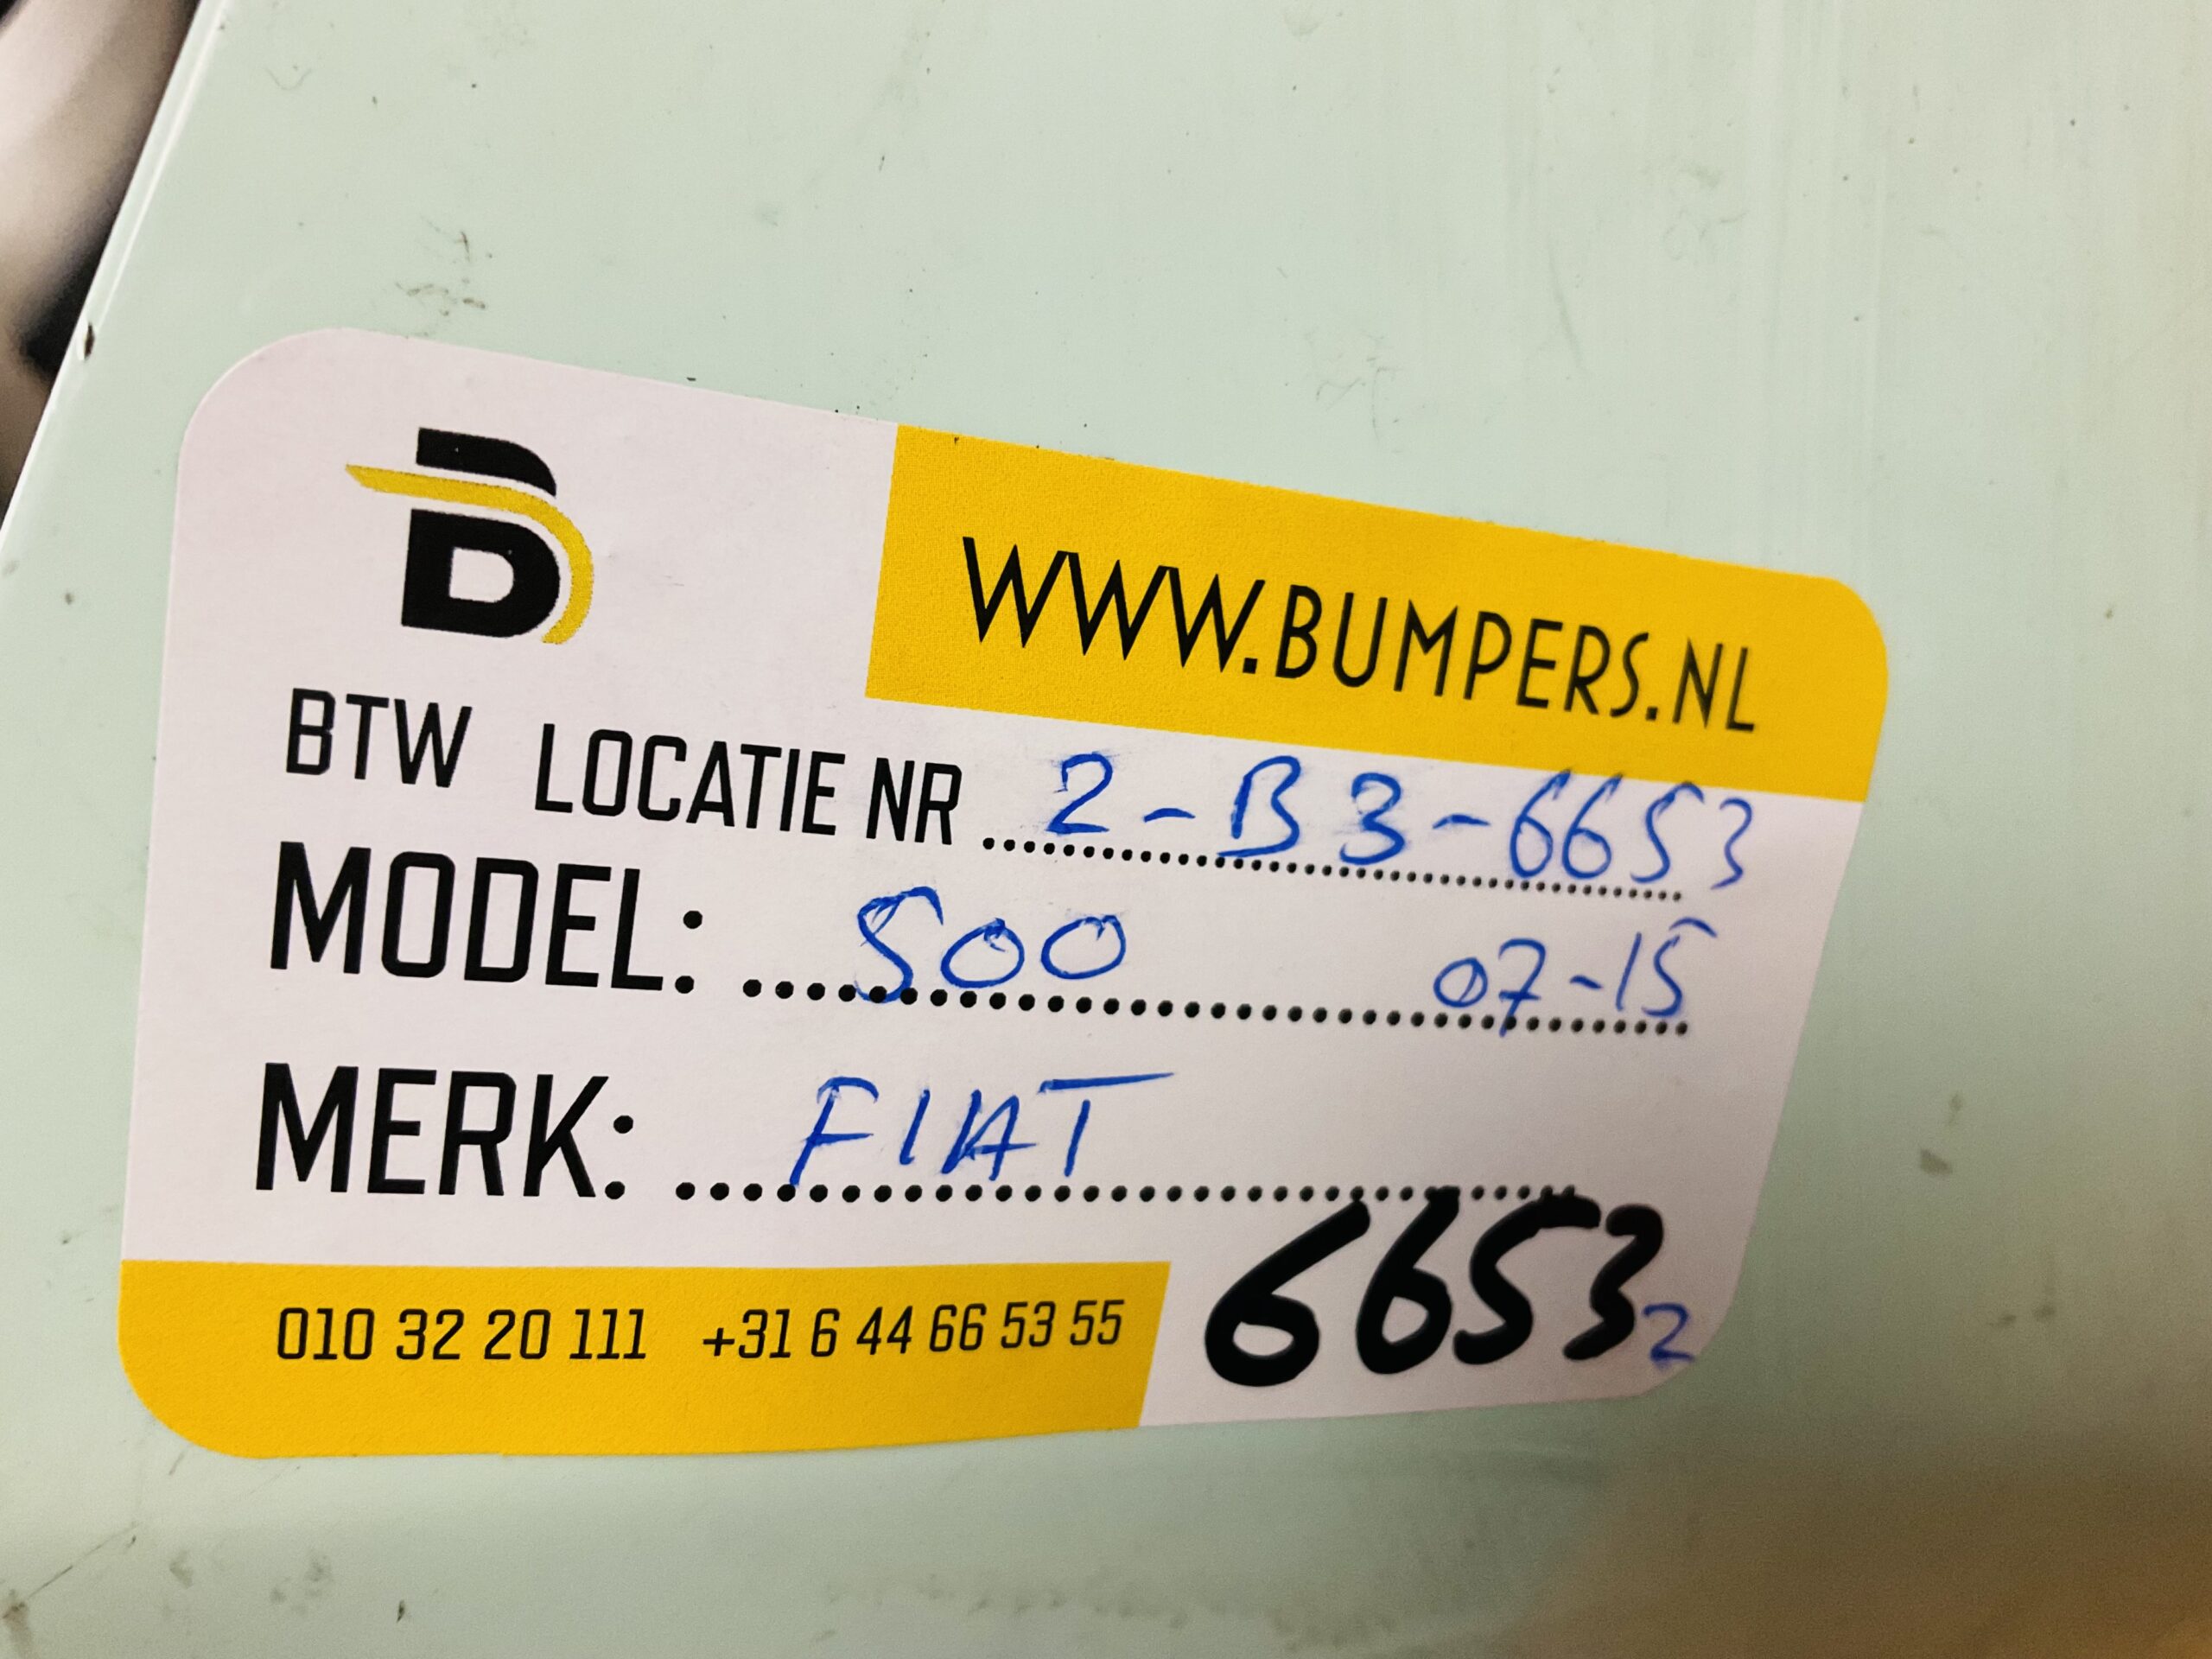 B
WWW.BUMPERS.NL
BTW LOCATIE NR ... 2-B3-6653
MODEL: ... 500 07-15
MERK: ... FIAT
6653 2
010 32 20 111 +31 6 44 66 53 55